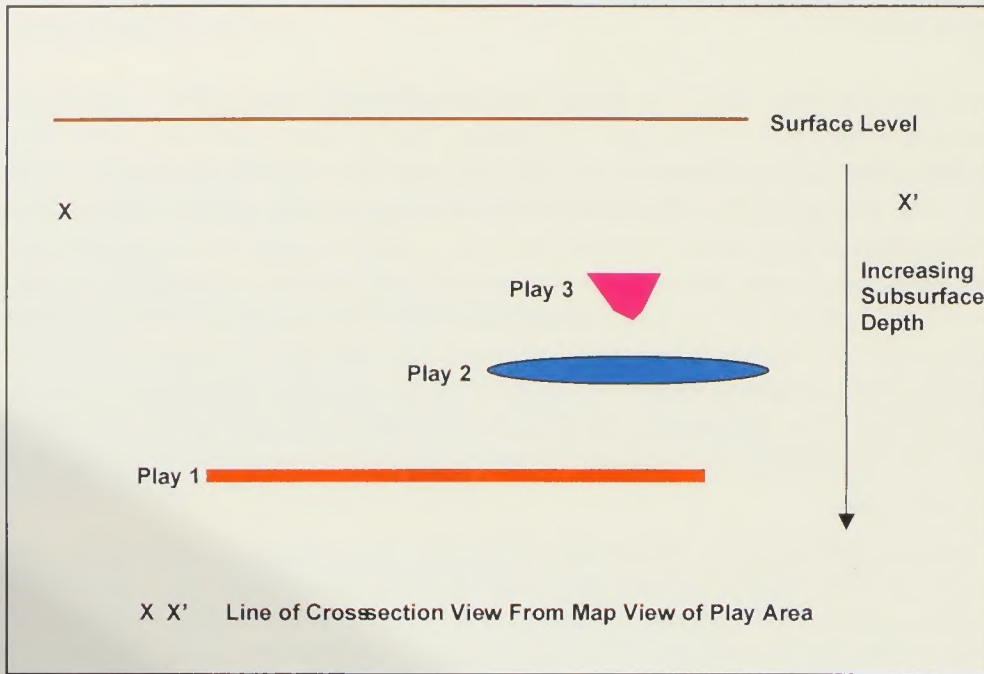 Surface Level
X
X'
Increasing
Subsurface
Depth
Play 3
Play 2
Play 1
X X' Line of Crosssection View From Map View of Play Area